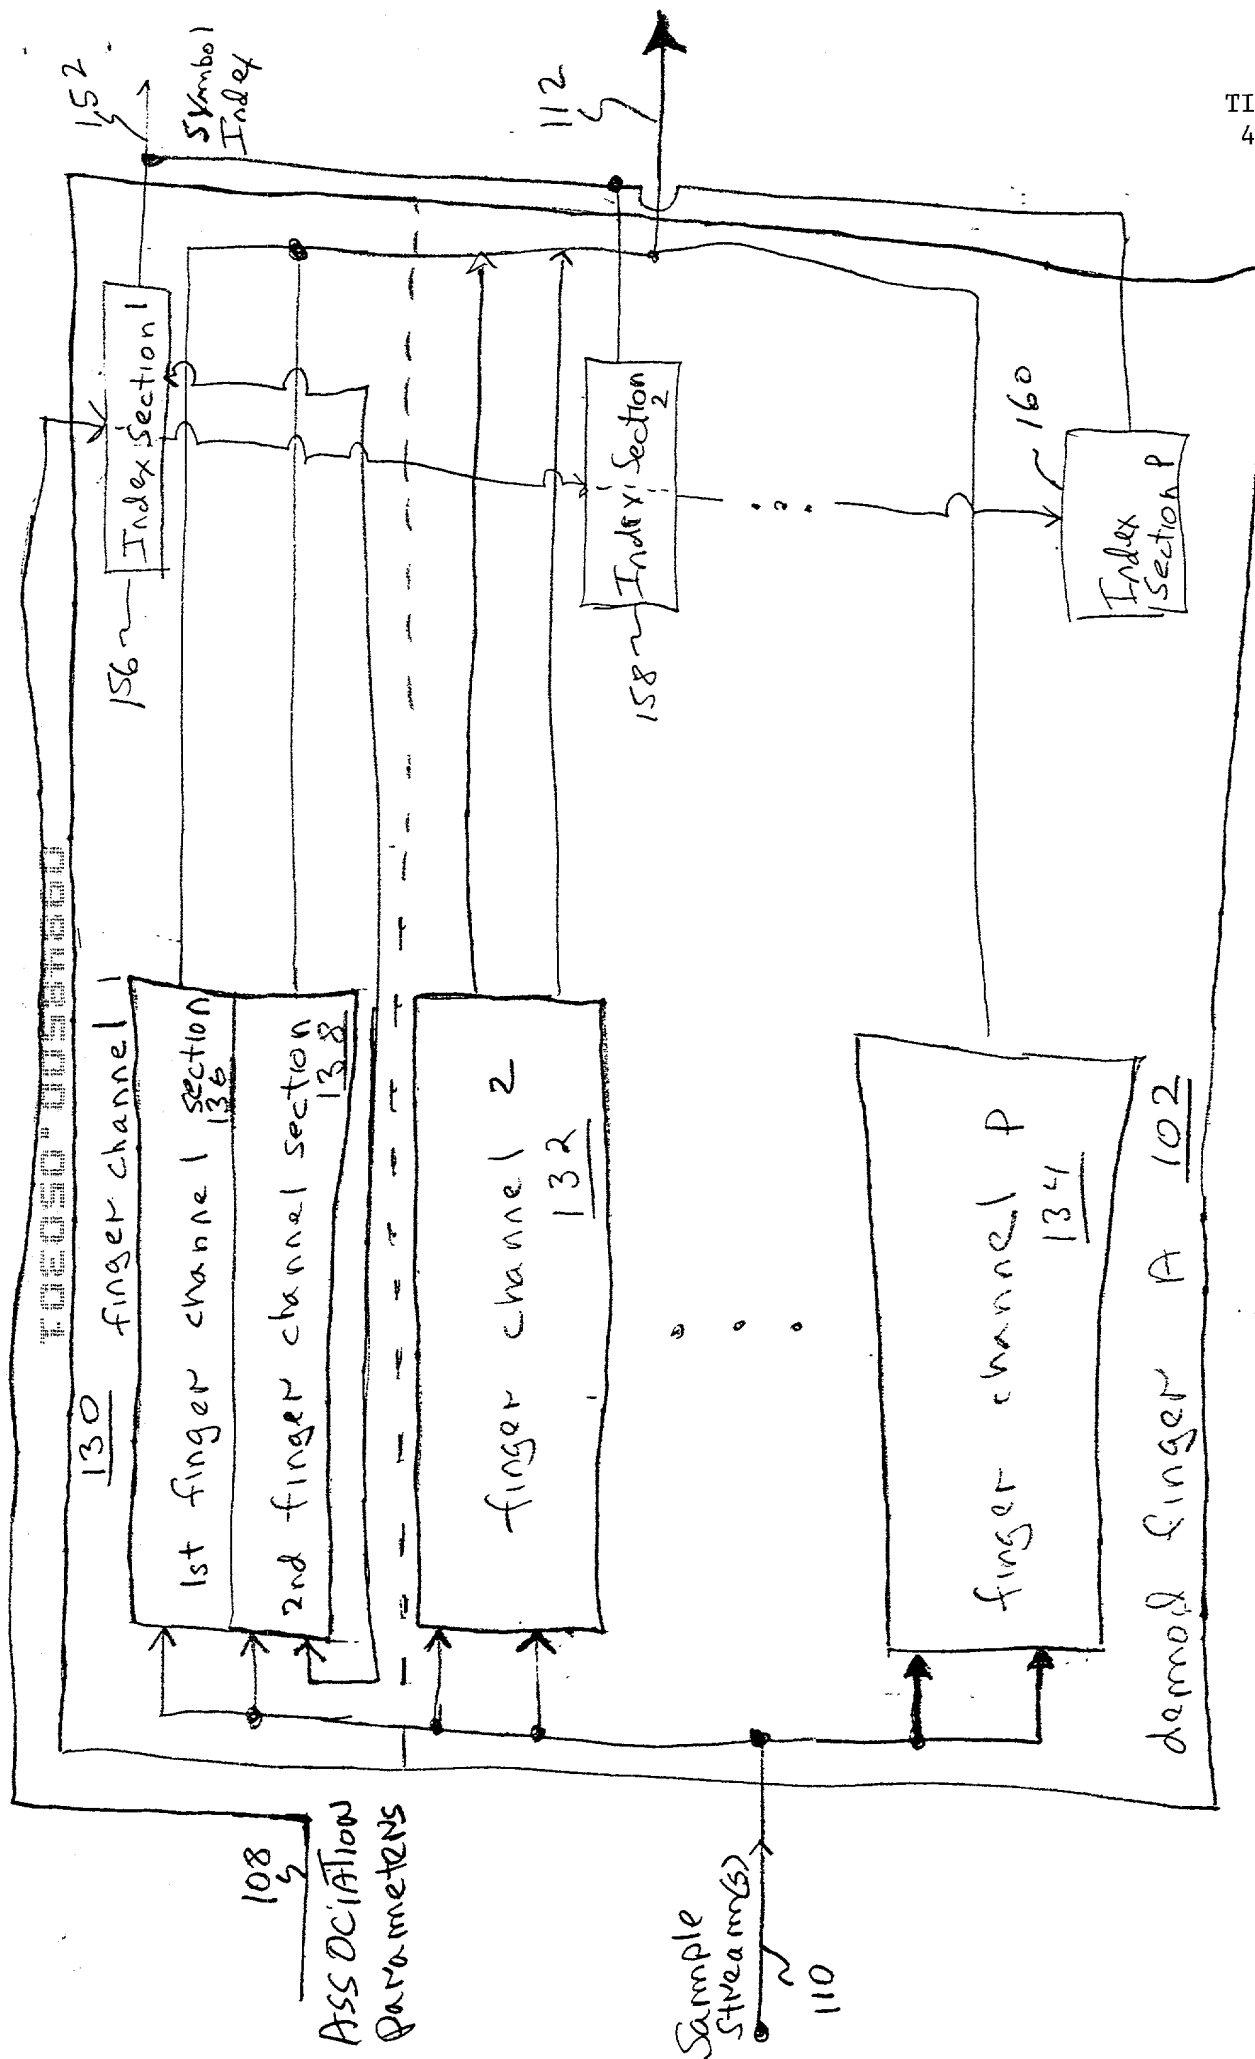 152
Symbol
Index
112
TI
4
Index Section 1
156
Index Section
2
158
160
Index
Section P
130
finger channel 1
1st finger channel section
136
2nd finger channel section
138
finger channel 2
132
finger channel P
134
demod finger A 102
108
ASSOCIATION
Parameters
Sample
Stream(s)
110